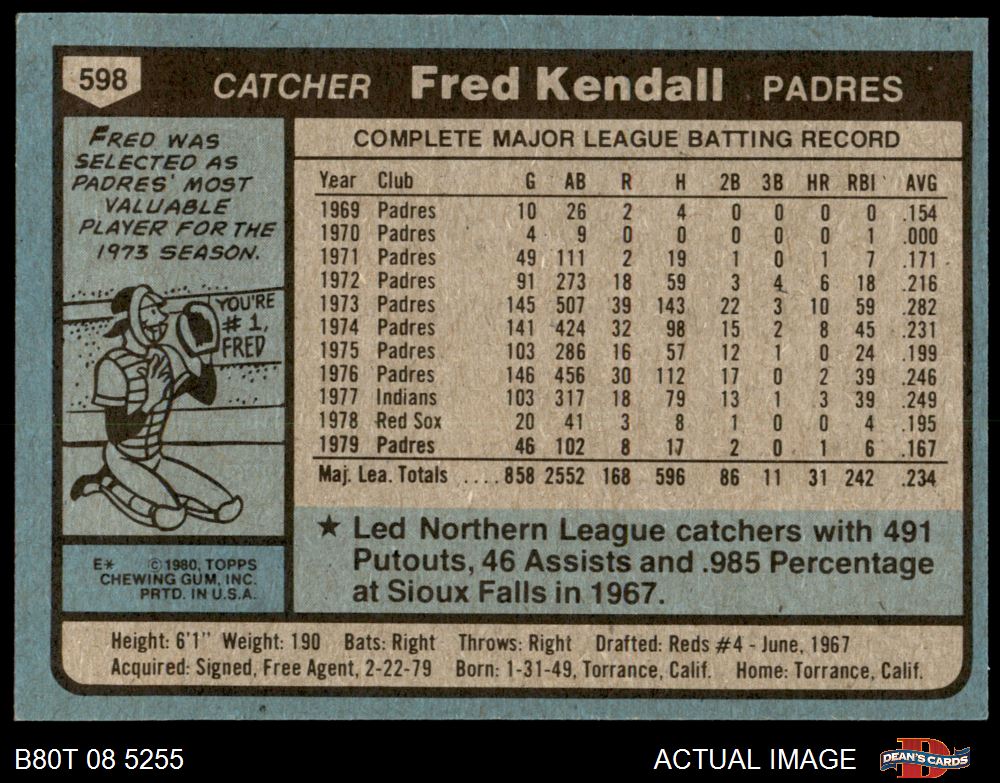 598 CATCHER Fred Kendall PADRES
FRED WAS
SELECTED AS
PADRES' MOST
VALUABLE
PLAYER FOR THE
1973 SEASON.
YOU'RE
# 1,
FRED
E* ©1980, TOPPS
CHEWING GUM, INC.
PRTD. IN U.S.A.
COMPLETE MAJOR LEAGUE BATTING RECORD
Year Club G AB R H 2B 3B HR RBI AVG
1969 Padres 10 26 2 4 0 0 0 0 .154
1970 Padres 4 9 0 0 0 0 0 1 .000
1971 Padres 49 111 2 19 1 0 1 7 .171
1972 Padres 91 273 18 59 3 4 6 18 .216
1973 Padres 145 507 39 143 22 3 10 59 .282
1974 Padres 141 424 32 98 15 2 8 45 .231
1975 Padres 103 286 16 57 12 1 0 24 .199
1976 Padres 146 456 30 112 17 0 2 39 .246
1977 Indians 103 317 18 79 13 1 3 39 .249
1978 Red Sox 20 41 3 8 1 0 0 4 .195
1979 Padres 46 102 8 17 2 0 1 6 .167
Maj. Lea. Totals ....858 2552 168 596 86 11 31 242 .234
★ Led Northern League catchers with 491
Putouts, 46 Assists and .985 Percentage
at Sioux Falls in 1967.
Height: 6'1" Weight: 190 Bats: Right Throws: Right Drafted: Reds #4 - June, 1967
Acquired: Signed, Free Agent, 2-22-79 Born: 1-31-49, Torrance, Calif. Home: Torrance, Calif.
B80T 08 5255 ACTUAL IMAGE DEAN'S CARDS